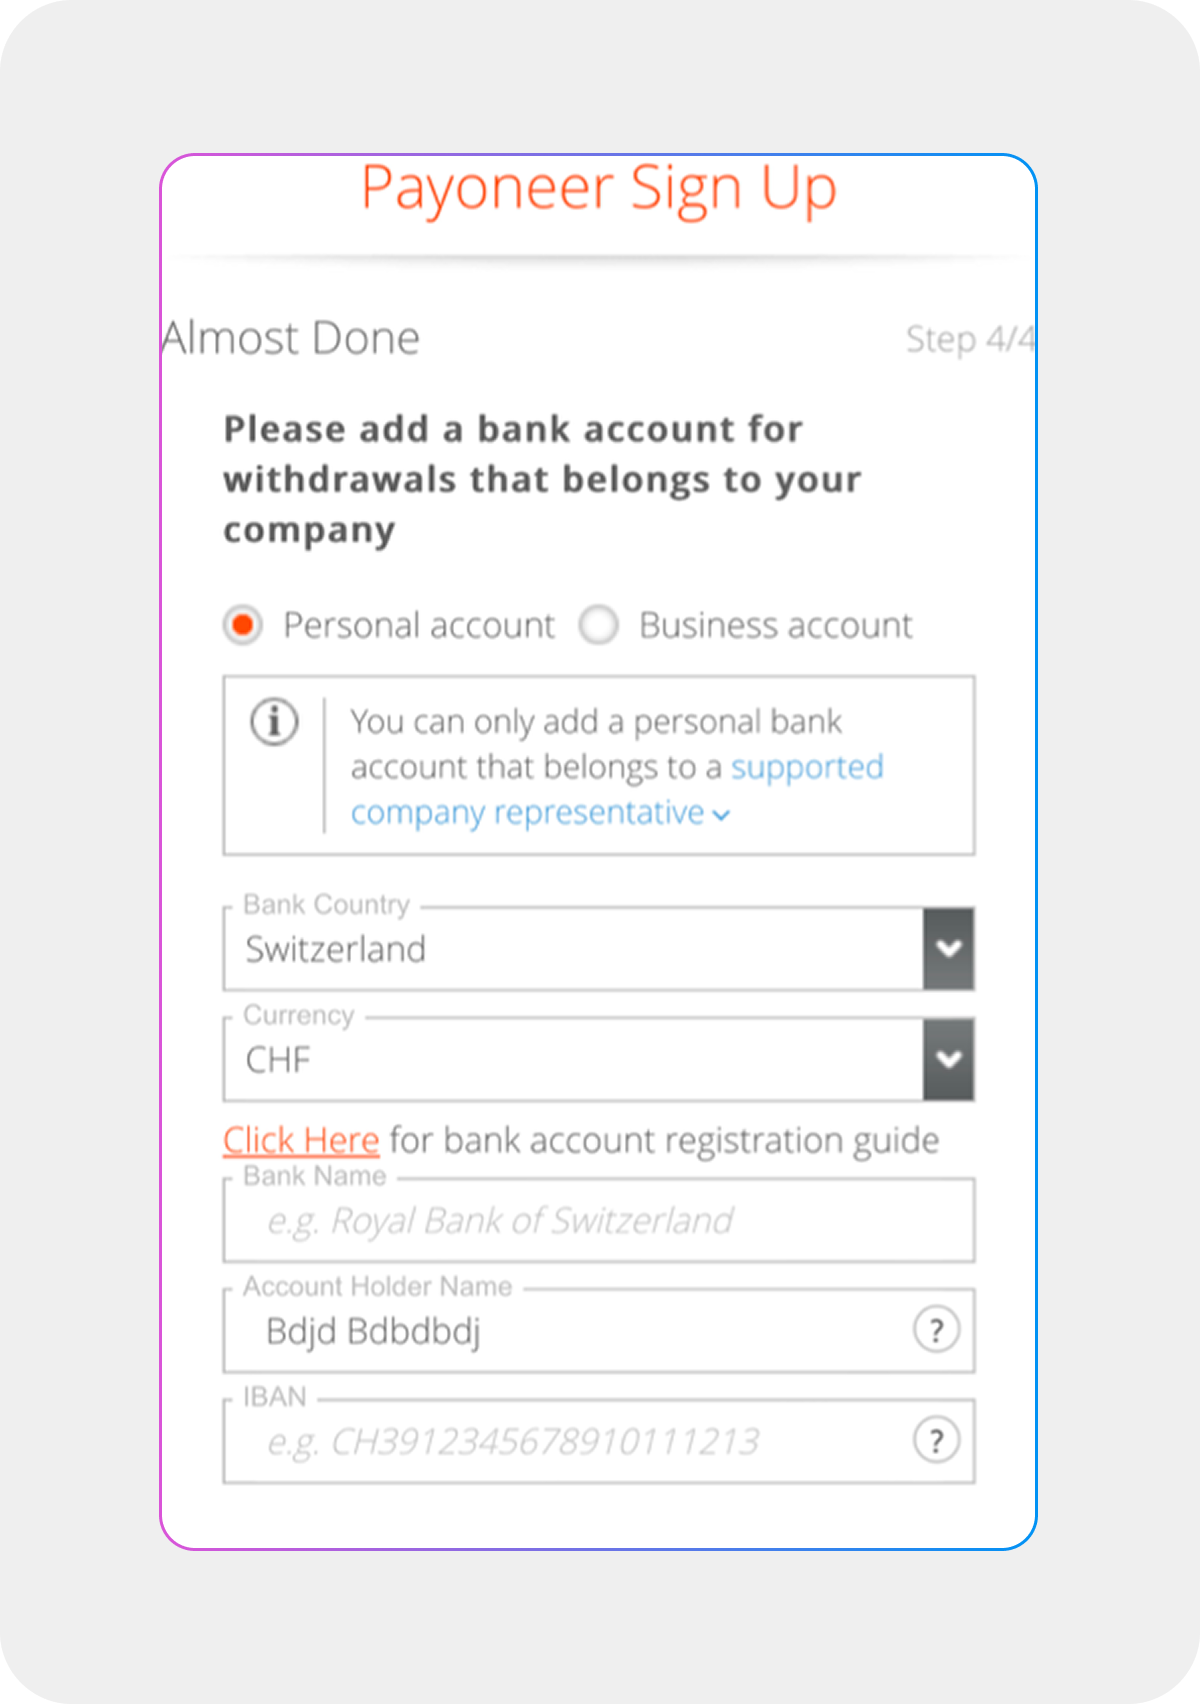 Payoneer Sign Up
Almost Done
Step 4/4
Please add a bank account for
withdrawals that belongs to your
company
Personal account
Business account
You can only add a personal bank
account that belongs to a supported
company representative
Bank Country
Switzerland
Currency
CHF
Click Here for bank account registration guide
Bank Name
e.g. Royal Bank of Switzerland
Account Holder Name
Bdjd Bdbdbdj
?
IBAN
e.g. CH3912345678910111213
?